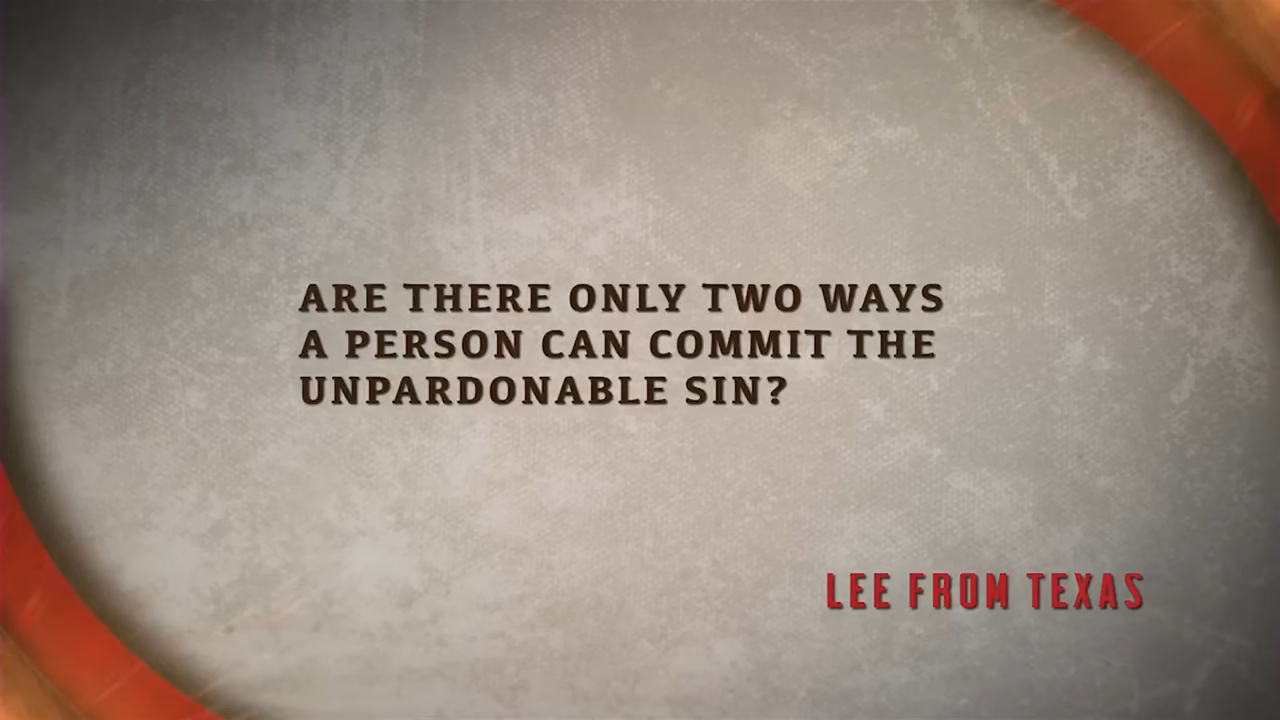 ARE THERE ONLY TWO WAYS
A PERSON CAN COMMIT THE
UNPARDONABLE SIN?
LEE FROM TEXAS